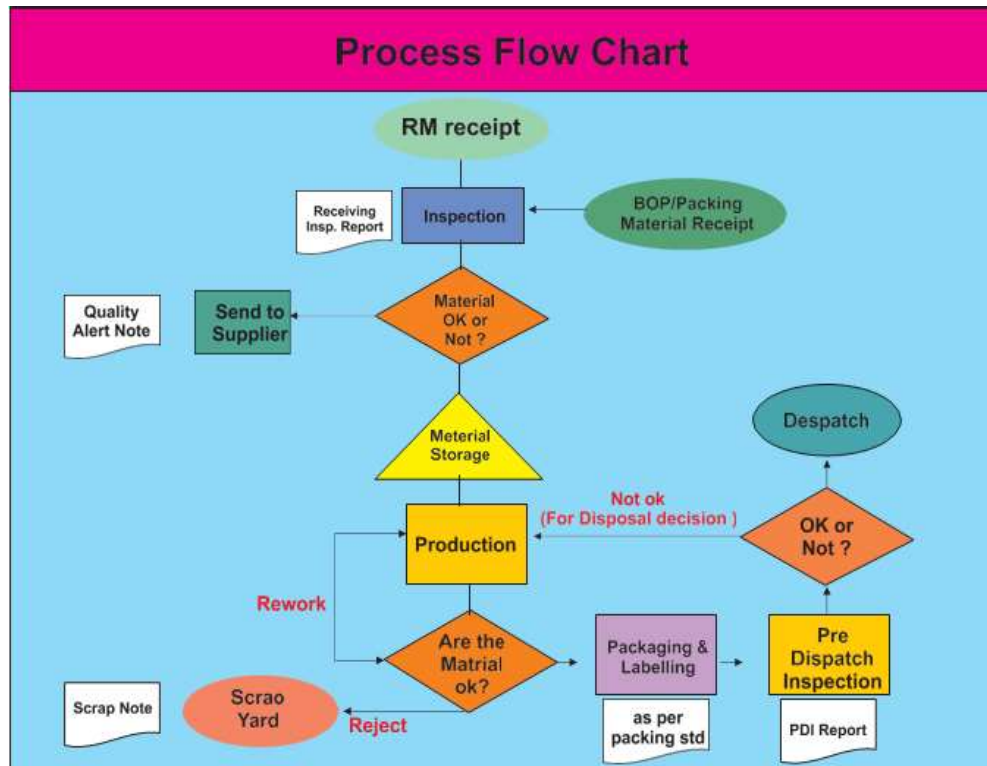 Process Flow Chart
RM receipt
Receiving
Insp. Report
Inspection
BOP/Packing
Material Receipt
Quality
Alert Note
Send to
Supplier
Material
OK or
Not ?
Despatch
Meterial
Storage
Not ok
(For Disposal decision )
OK or
Not ?
Production
Rework
Are the
Matrial
ok?
Packaging &
Labelling
Pre
Dispatch
Inspection
Scrap Note
Scrao
Yard
Reject
as per
packing std
PDI Report